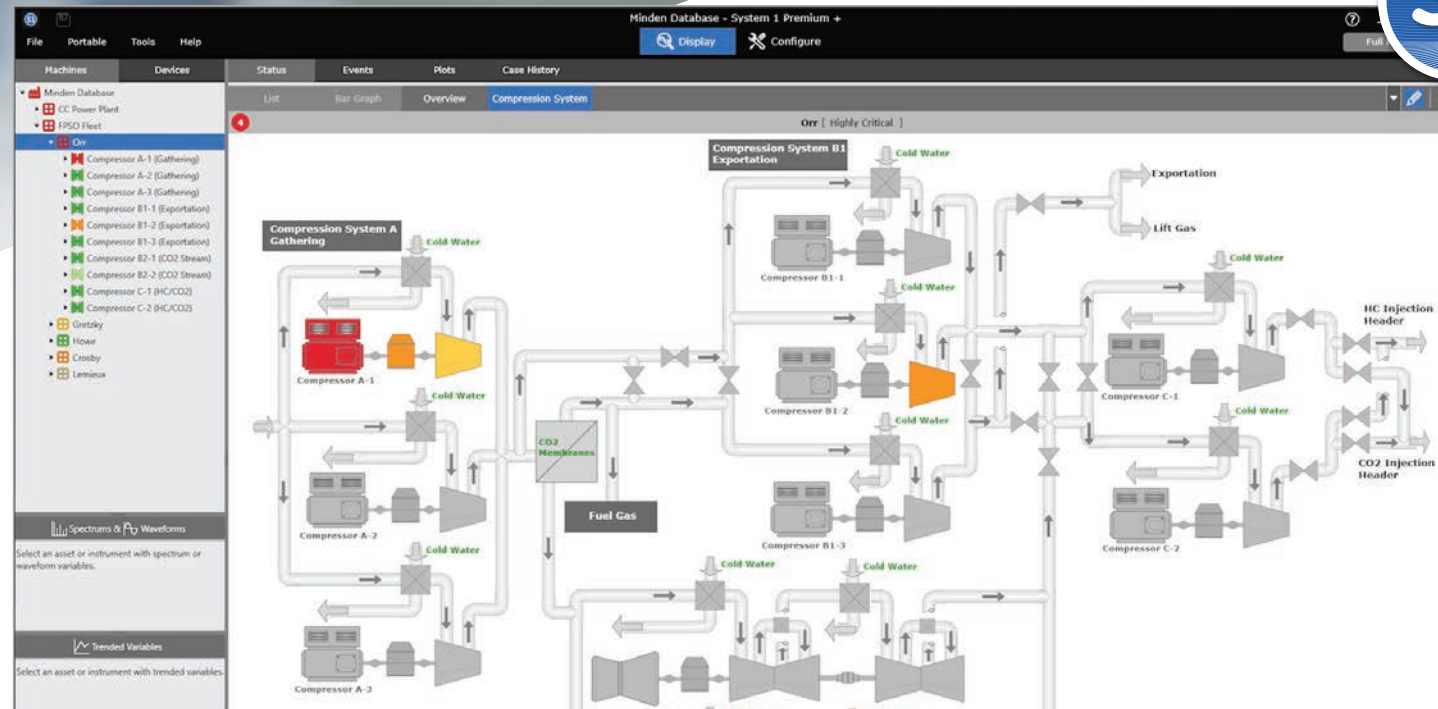 S1
Minden Database - System 1 Premium +
File Portable Tools Help
Display Configure
Full
Machines Devices
Status Events Plots Case History
List Bar Graph Overview Compression System
4
Orr [ Highly Critical ]
Minden Database
CC Power Plant
FPSO Fleet
Orr
Compressor A-1 (Gathering)
Compressor A-2 (Gathering)
Compressor A-3 (Gathering)
Compressor B1-1 (Exportation)
Compressor B1-2 (Exportation)
Compressor B1-3 (Exportation)
Compressor B2-1 (CO2 Stream)
Compressor B2-2 (CO2 Stream)
Compressor C-1 (HC/CO2)
Compressor C-2 (HC/CO2)
Gretzky
Howe
Crosby
Lemieux
Spectrums & Waveforms
Select an asset or instrument with spectrum or
waveform variables.
Trended Variables
Select an asset or instrument with trended variables.
Compression System A
Gathering
Cold Water
Compressor A-1
Cold Water
Compressor A-2
Cold Water
Compressor A-3
CO2
Membranes
Fuel Gas
Compression System B1
Exportation
Cold Water
Compressor B1-1
Cold Water
Compressor B1-2
Cold Water
Compressor B1-3
Cold Water
Cold Water
Exportation
Lift Gas
Cold Water
Compressor C-1
Cold Water
Compressor C-2
HC Injection
Header
CO2 Injection
Header